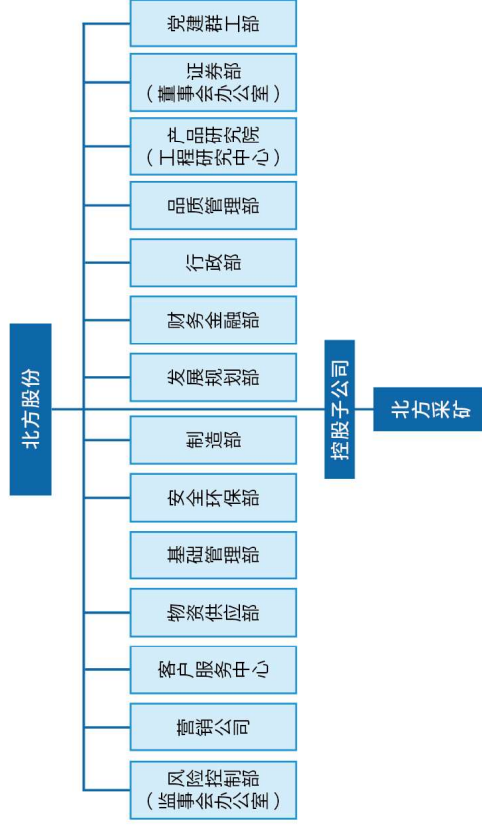 北方股份
风险控制部
（监事会办公室）
营销公司
客户服务中心
物资供应部
基础管理部
安全环保部
制造部
发展规划部
财务金融部
行政部
品质管理部
产品研究院
（工程研究中心）
证券部
（董事会办公室）
党建群工部
控股子公司
北方采矿